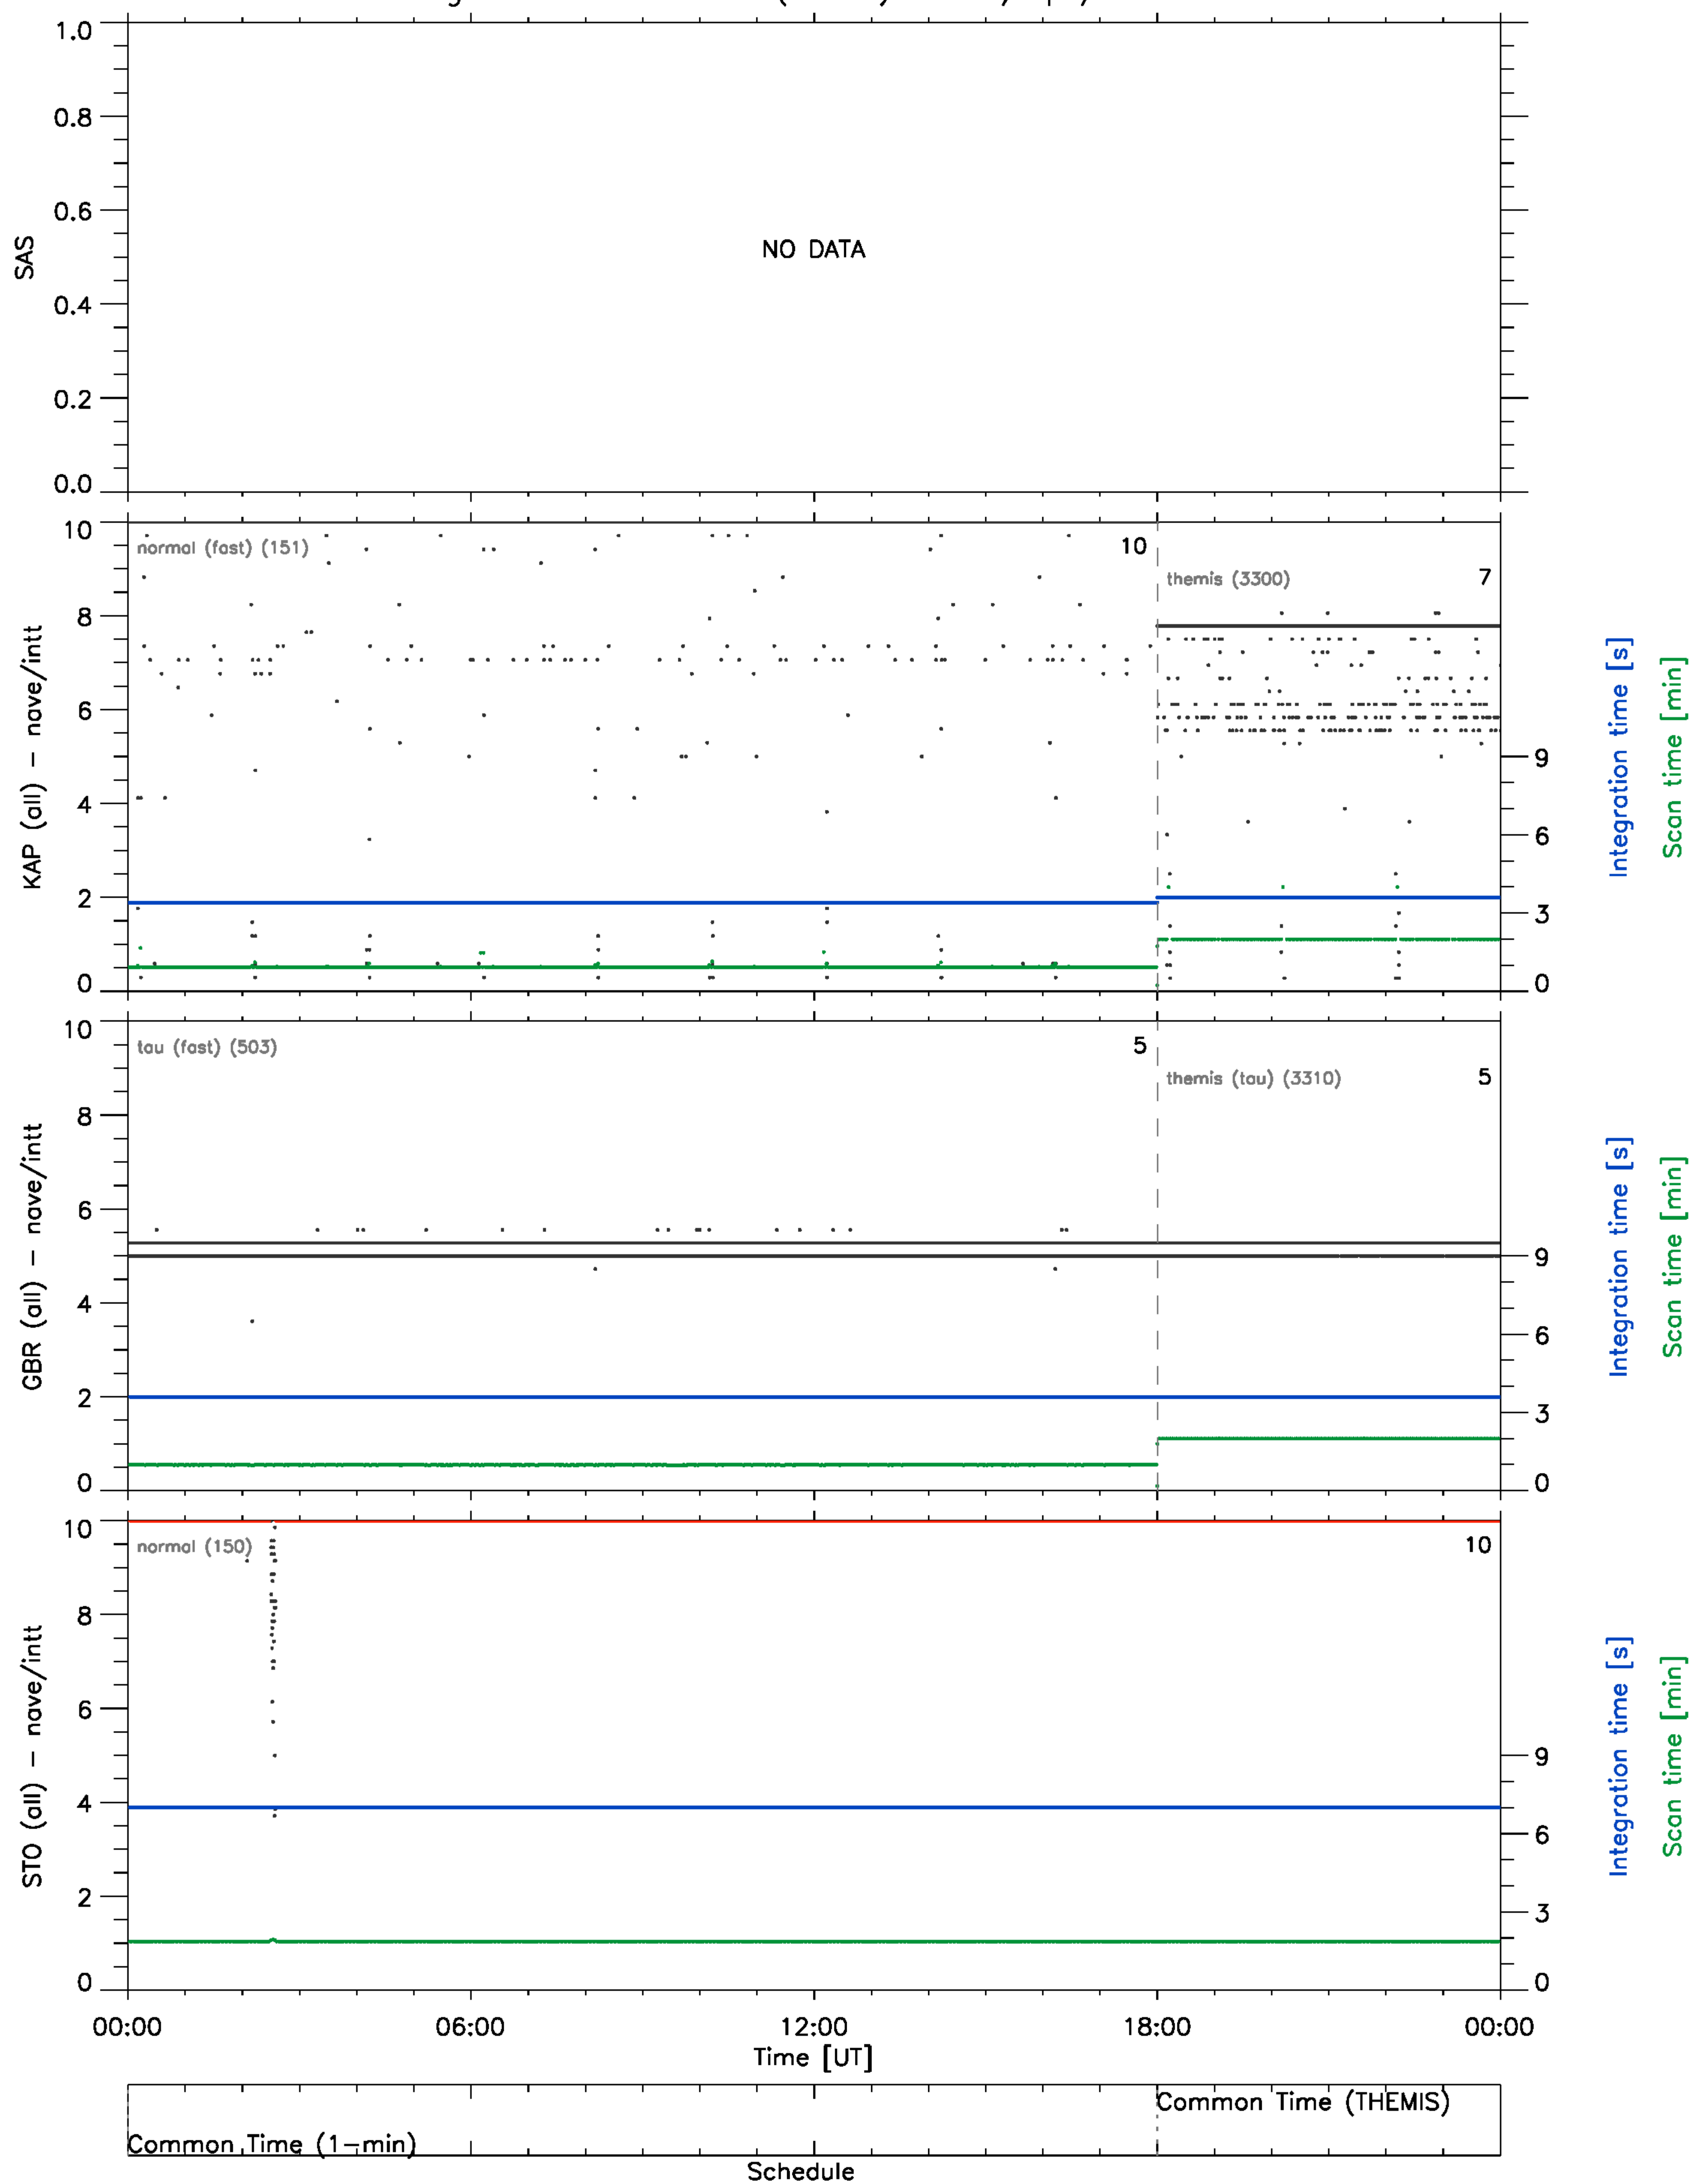 1.0
0.8
0.6
0.4
0.2
0.0
SAS
NO DATA
10
8
6
4
2
0
KAP (all) – nave/intt
normal (fast) (151)
10
themis (3300)
7
9
6
3
0
Integration time [s]
Scan time [min]
10
8
6
4
2
0
GBR (all) – nave/intt
tau (fast) (503)
5
themis (tau) (3310)
5
9
6
3
0
Integration time [s]
Scan time [min]
10
8
6
4
2
0
STO (all) – nave/intt
normal (150)
10
9
6
3
0
Integration time [s]
Scan time [min]
00:00
06:00
12:00
18:00
00:00
Time [UT]
Common Time (THEMIS)
Common Time (1-min)
Schedule